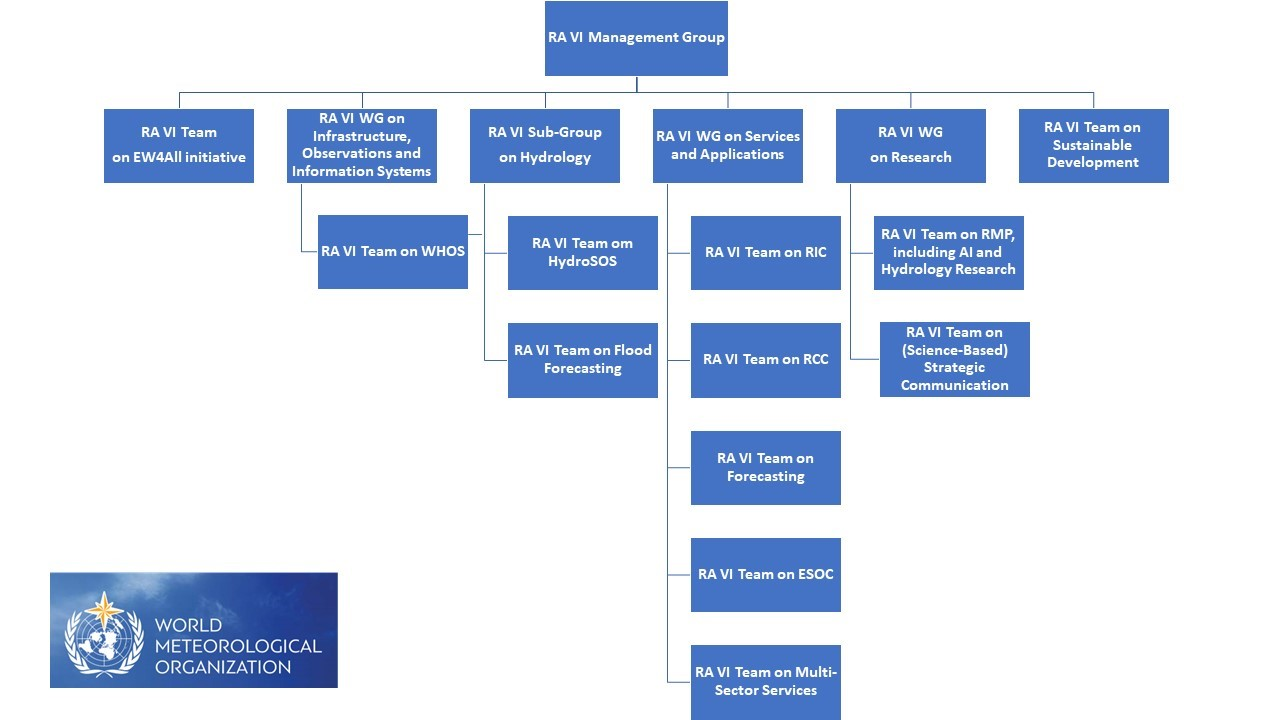 RA VI Management Group
RA VI Team
on EW4All initiative
RA VI WG on
Infrastructure,
Observations and
Information Systems
RA VI Sub-Group
on Hydrology
RA VI WG on Services
and Applications
RA VI WG
on Research
RA VI Team on
Sustainable
Development
RA VI Team on WHOS
RA VI Team om
HydroSOS
RA VI Team on RIC
RA VI Team on RMP,
including AI and
Hydrology Research
RA VI Team on Flood
Forecasting
RA VI Team on RCC
RA VI Team on
(Science-Based)
Strategic
Communication
RA VI Team on
Forecasting
RA VI Team on ESOC
RA VI Team on Multi-
Sector Services
WORLD
METEOROLOGICAL
ORGANIZATION